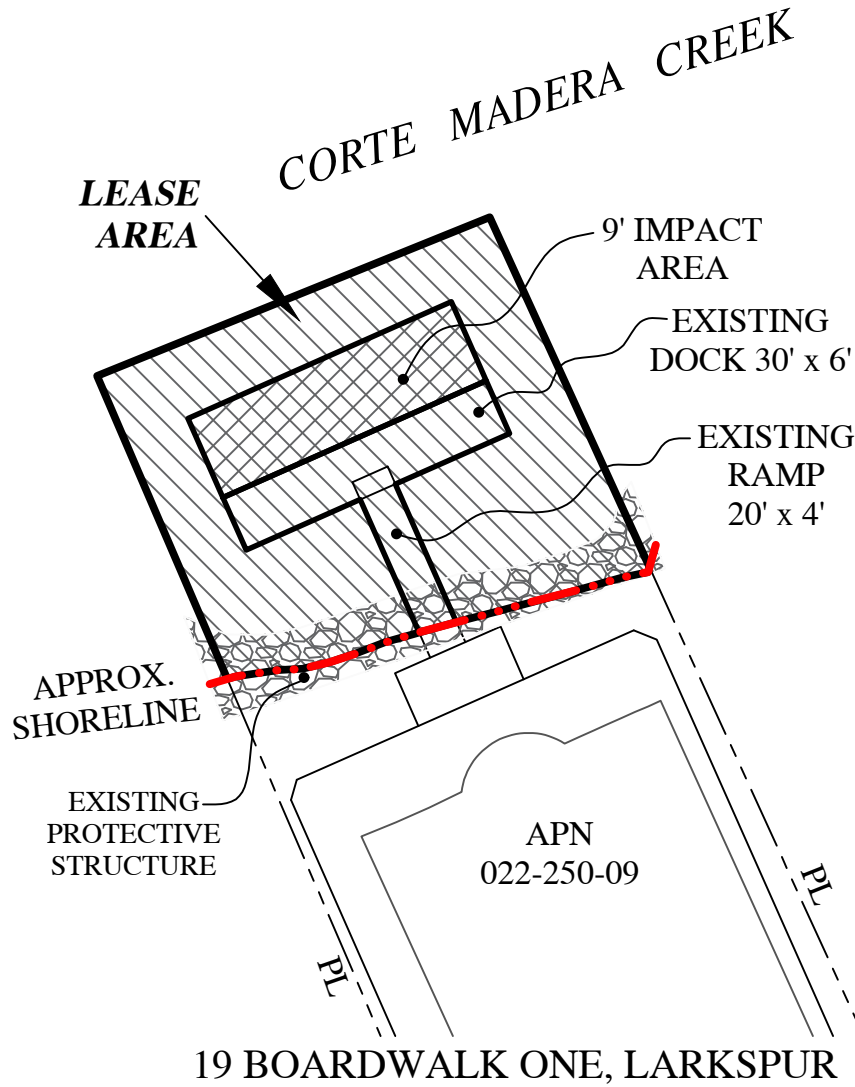 CORTE MADERA CREEK
LEASE
AREA
9' IMPACT
AREA
EXISTING
DOCK 30' x 6'
EXISTING
RAMP
20' x 4'
APPROX.
SHORELINE
EXISTING
PROTECTIVE
STRUCTURE
APN
022-250-09
PL
PL
19 BOARDWALK ONE, LARKSPUR